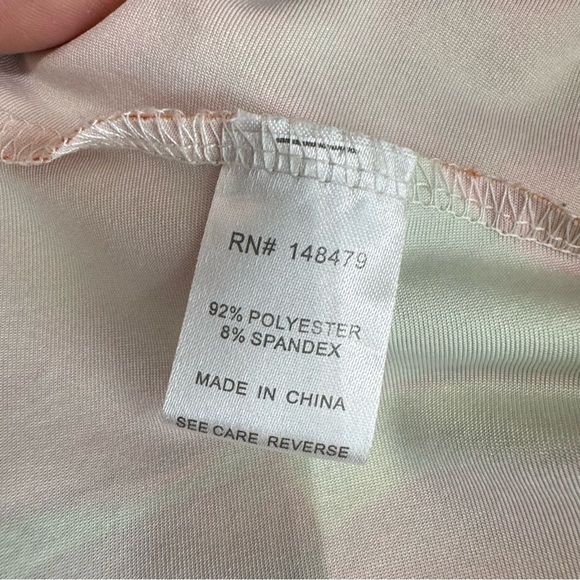 RN# 148479
92% POLYESTER
8% SPANDEX
MADE IN CHINA
SEE CARE REVERSE